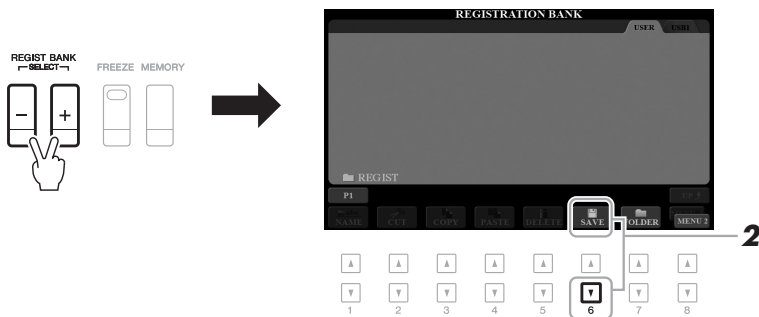 REGIST BANK
SELECT
FREEZE MEMORY
− +
REGISTRATION BANK
USER USB1
REGIST
P1 UP
NAME CUT COPY PASTE DELETE SAVE FOLDER MENU 2
2
1 2 3 4 5 6 7 8